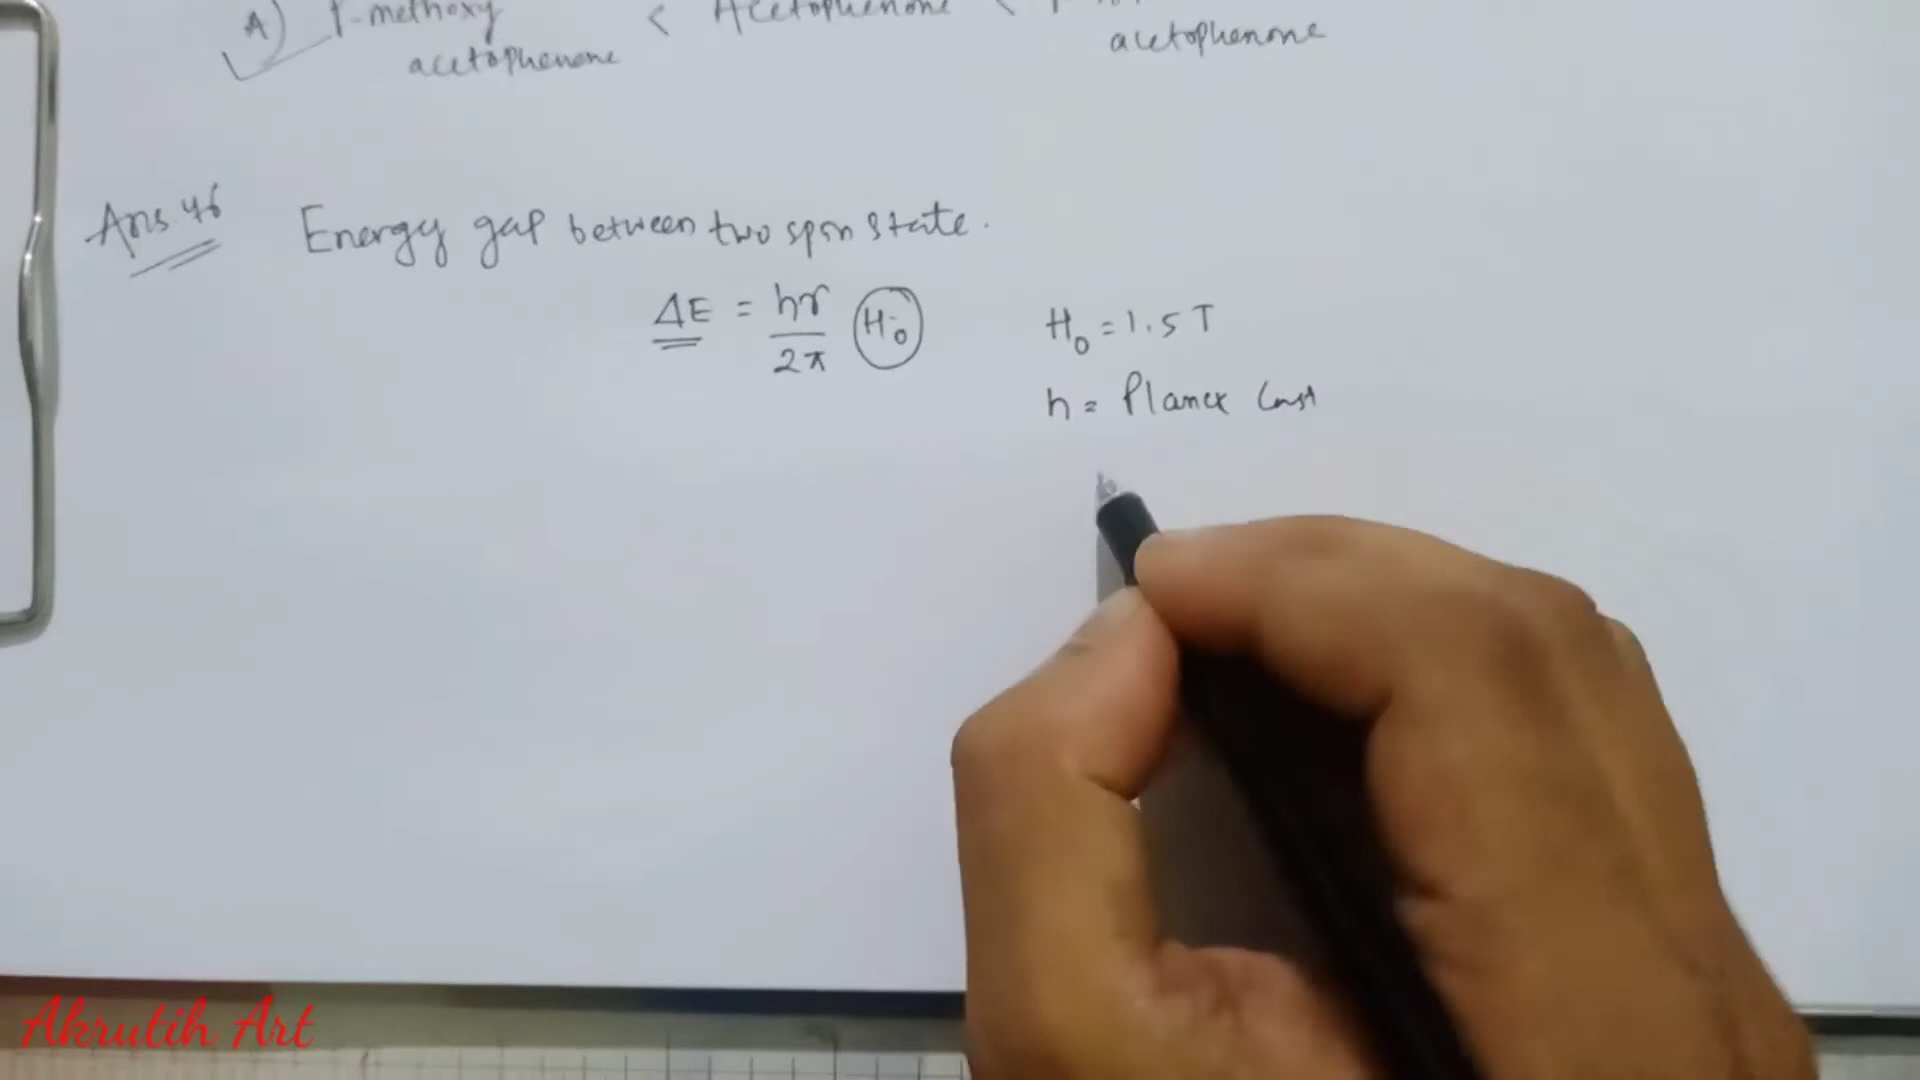 A) P-methoxy < Acetophenone <
acetophenone acetophenone
Ans. 46 Energy gap between two spin state.
ΔE = hγ / 2π H₀
H₀ = 1.5 T
h = Planck Const
Akrutih Art